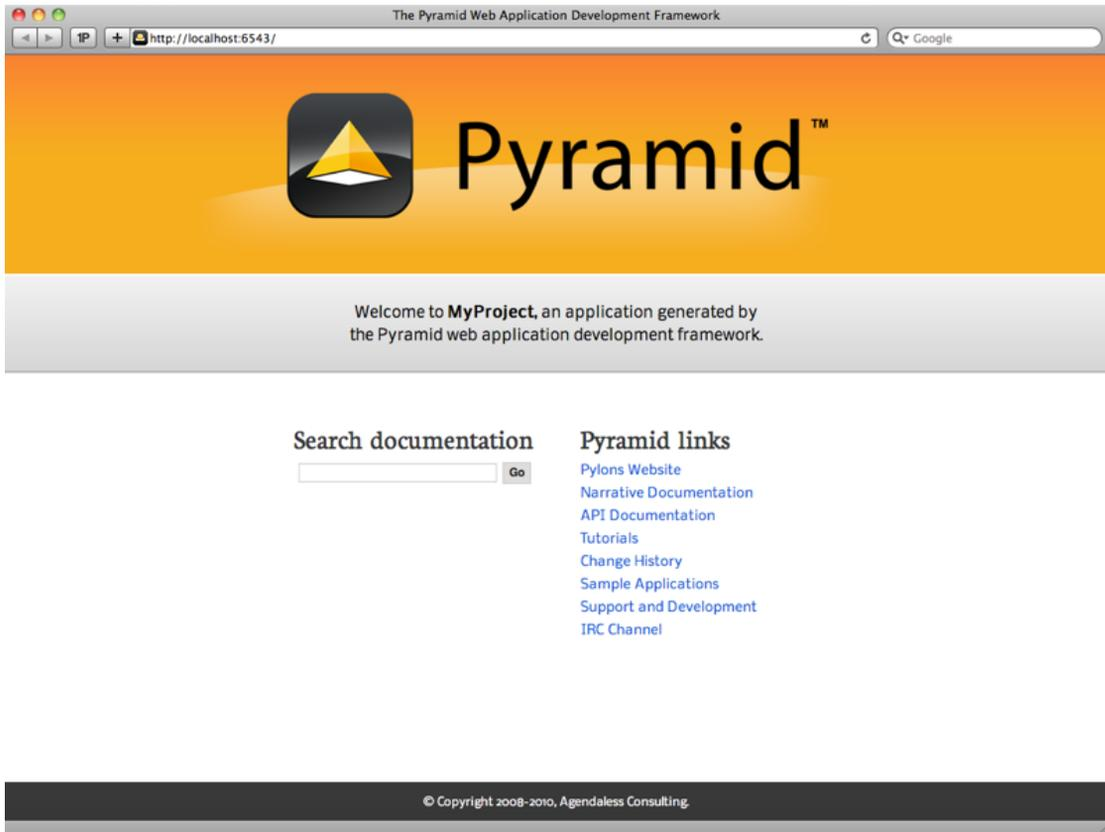 The Pyramid Web Application Development Framework
1P + http://localhost:6543/ Google
Pyramid™
Welcome to MyProject, an application generated by
the Pyramid web application development framework.
Search documentation
Go
Pyramid links
Pylons Website
Narrative Documentation
API Documentation
Tutorials
Change History
Sample Applications
Support and Development
IRC Channel
© Copyright 2008-2010, Agendaless Consulting.